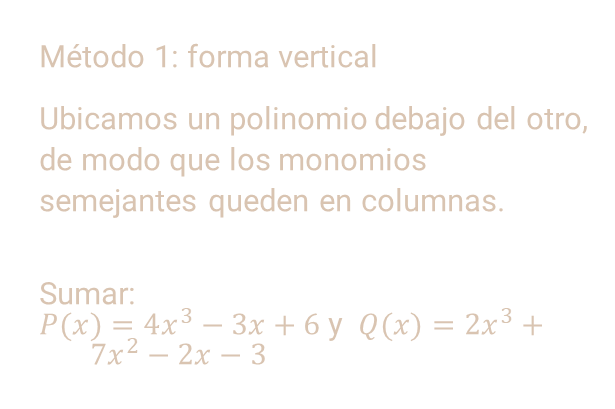 Método 1: forma vertical
Ubicamos un polinomio debajo del otro,
de modo que los monomios
semejantes queden en columnas.
Sumar:
P(x) = 4x³ − 3x + 6 y Q(x) = 2x³ +
7x² − 2x − 3